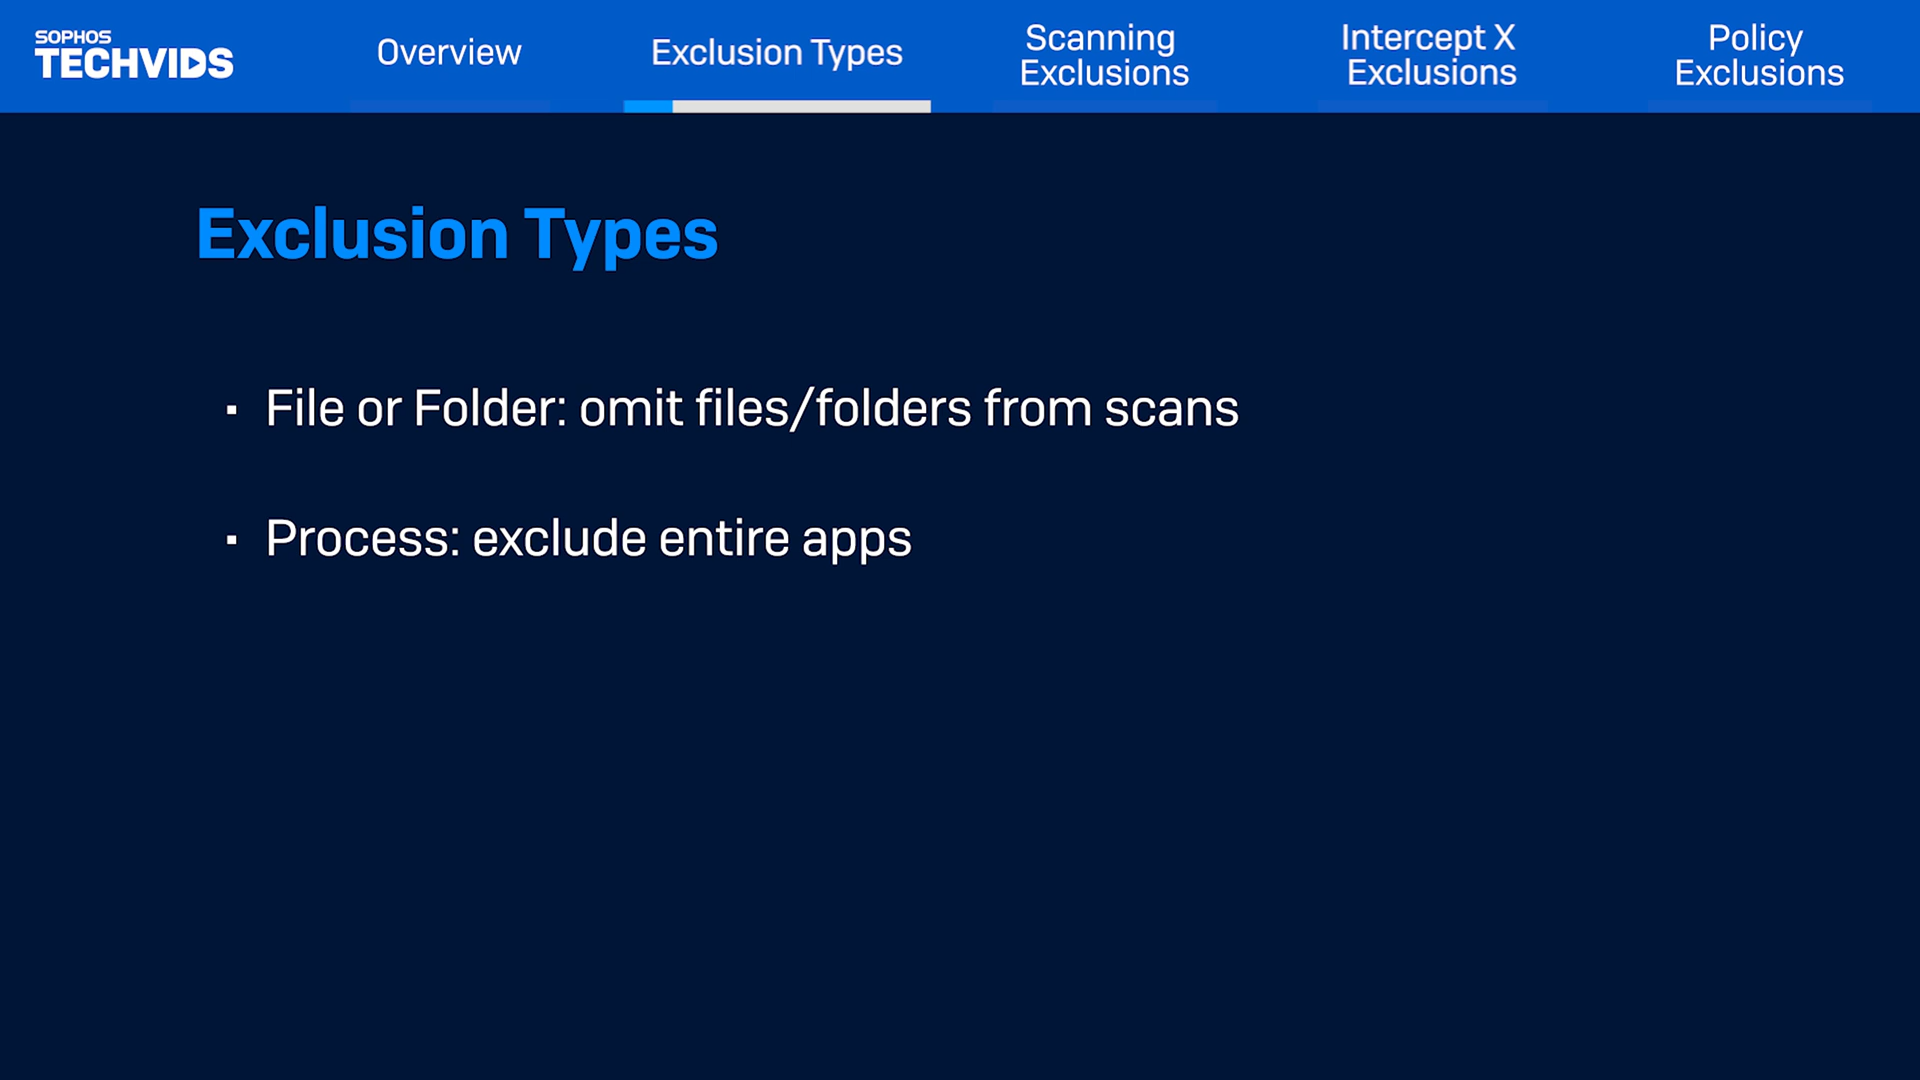 SOPHOS
TECHVIDS
Overview
Exclusion Types
Scanning
Exclusions
Intercept X
Exclusions
Policy
Exclusions
Exclusion Types
▪ File or Folder: omit files/folders from scans
▪ Process: exclude entire apps